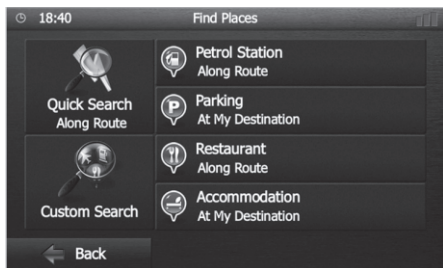 18:40
Find Places
Quick Search
Along Route
Custom Search
Petrol Station
Along Route
P
Parking
At My Destination
Restaurant
Along Route
Accommodation
At My Destination
Back